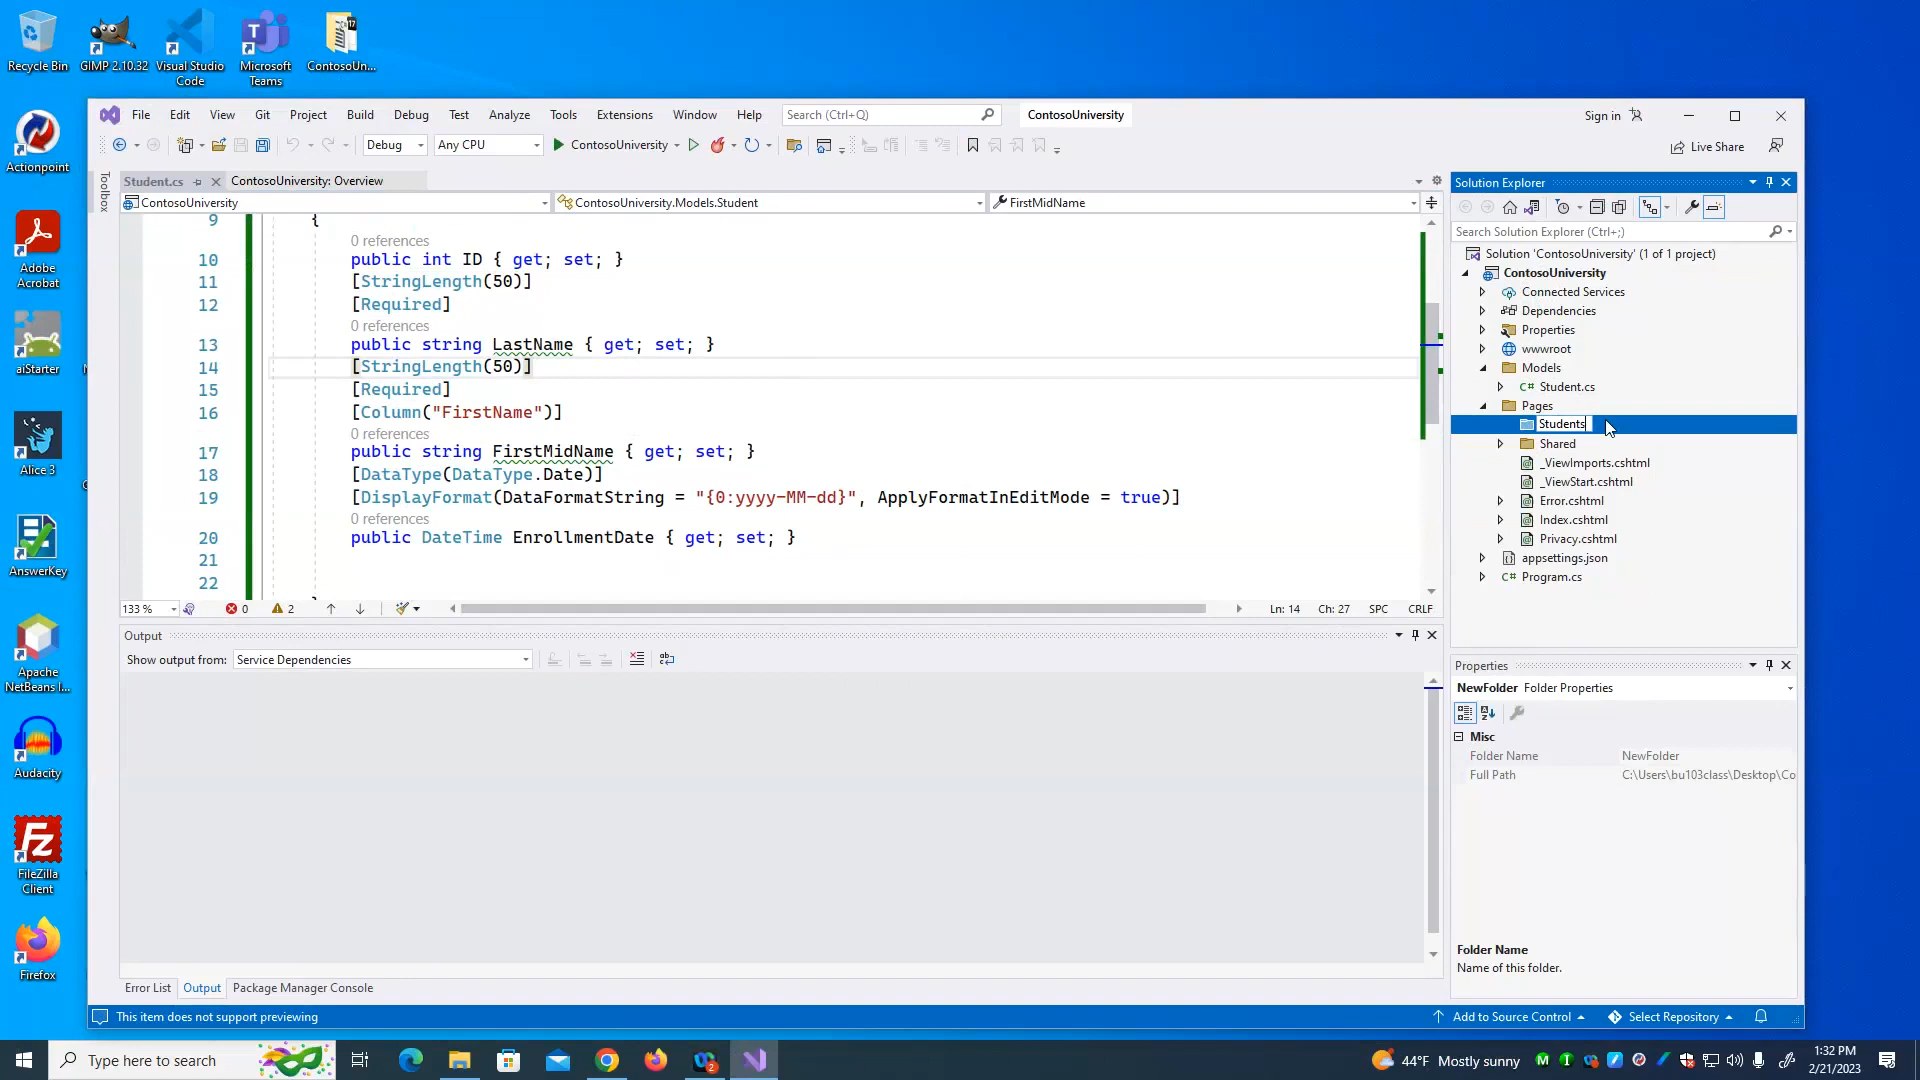 Recycle Bin
GIMP 2.10.32
Visual Studio
Code
Microsoft
Teams
ContosoUn...
Actionpoint
Adobe
Acrobat
aiStarter
Alice 3
AnswerKey
Apache
NetBeans I...
Audacity
FileZilla
Client
Firefox
File Edit View Git Project Build Debug Test Analyze Tools Extensions Window Help Search (Ctrl+Q) ContosoUniversity Sign in
Debug Any CPU ContosoUniversity Live Share
Toolbox
Student.cs ContosoUniversity: Overview
ContosoUniversity ContosoUniversity.Models.Student FirstMidName
9 {
0 references
10 public int ID { get; set; }
11 [StringLength(50)]
12 [Required]
0 references
13 public string LastName { get; set; }
14 [StringLength(50)]
15 [Required]
16 [Column("FirstName")]
0 references
17 public string FirstMidName { get; set; }
18 [DataType(DataType.Date)]
19 [DisplayFormat(DataFormatString = "{0:yyyy-MM-dd}", ApplyFormatInEditMode = true)]
0 references
20 public DateTime EnrollmentDate { get; set; }
21
22
133 % 0 2 Ln: 14 Ch: 27 SPC CRLF
Output
Show output from: Service Dependencies
Error List Output Package Manager Console
Solution Explorer
Search Solution Explorer (Ctrl+;)
Solution 'ContosoUniversity' (1 of 1 project)
ContosoUniversity
Connected Services
Dependencies
Properties
wwwroot
Models
C# Student.cs
Pages
Students
Shared
_ViewImports.cshtml
_ViewStart.cshtml
Error.cshtml
Index.cshtml
Privacy.cshtml
appsettings.json
C# Program.cs
Properties
NewFolder Folder Properties
Misc
Folder Name NewFolder
Full Path C:\Users\bu103class\Desktop\Co
Folder Name
Name of this folder.
This item does not support previewing Add to Source Control Select Repository
Type here to search 2 44°F Mostly sunny 1:32 PM
2/21/2023